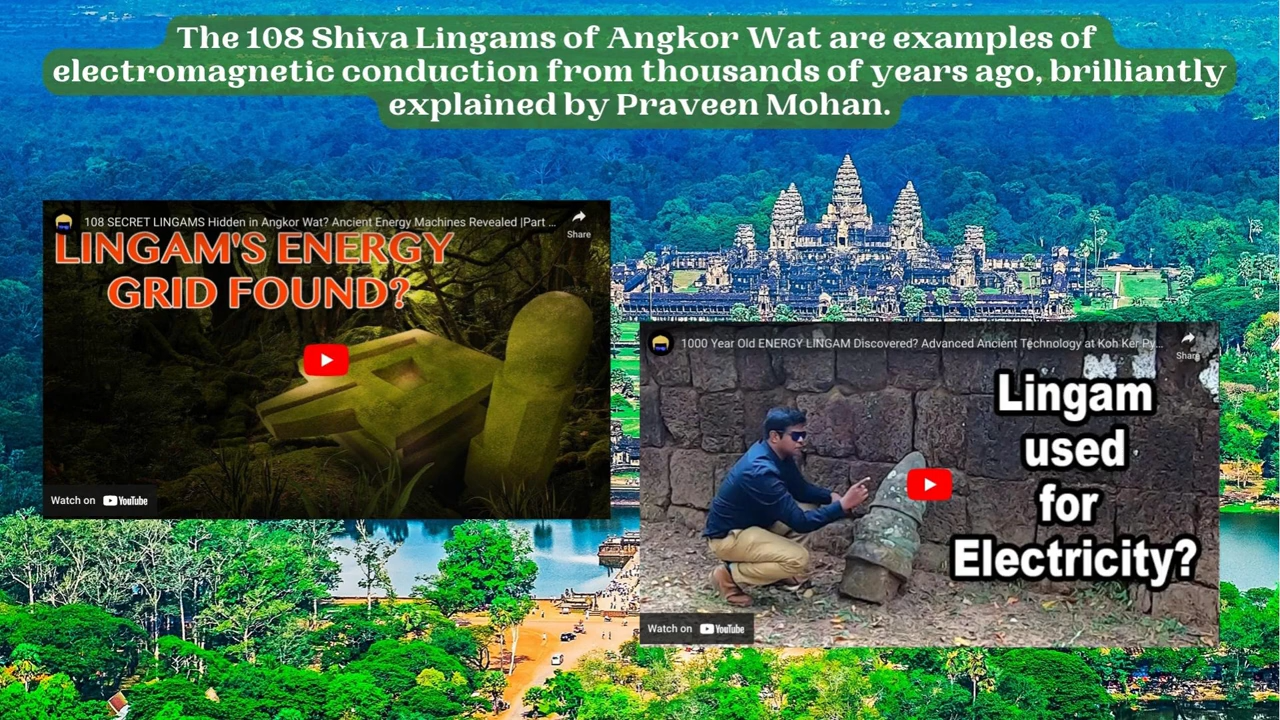 The 108 Shiva Lingams of Angkor Wat are examples of
electromagnetic conduction from thousands of years ago, brilliantly
explained by Praveen Mohan.
108 SECRET LINGAMS Hidden in Angkor Wat? Ancient Energy Machines Revealed |Part ...
Share
LINGAM'S ENERGY
GRID FOUND?
Watch on YouTube
1000 Year Old ENERGY LINGAM Discovered? Advanced Ancient Technology at Koh Ker Py...
Share
Lingam
used
for
Electricity?
Watch on YouTube